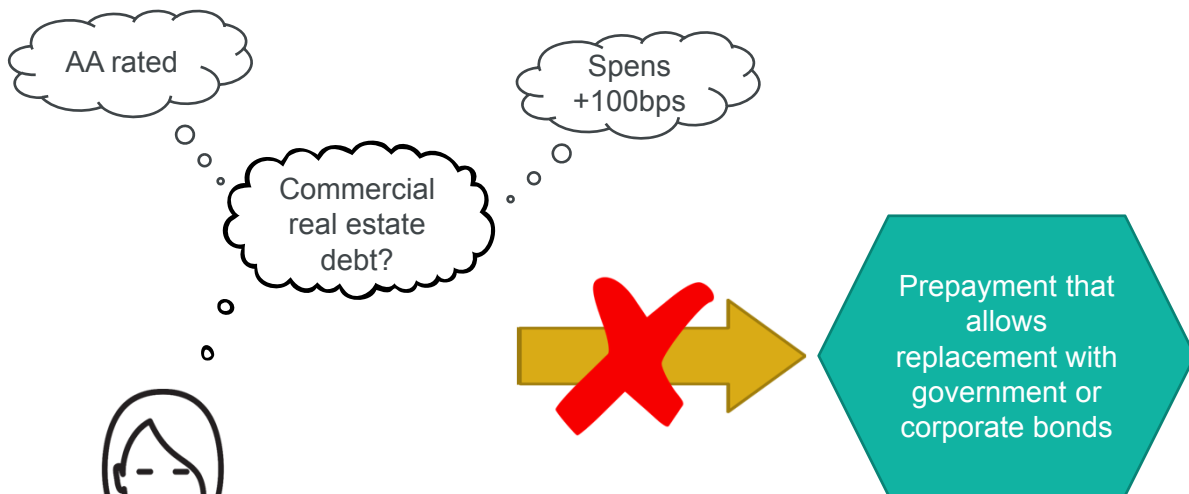 AA rated
Spens
+100bps
Commercial
real estate
debt?
Prepayment that
allows
replacement with
government or
corporate bonds